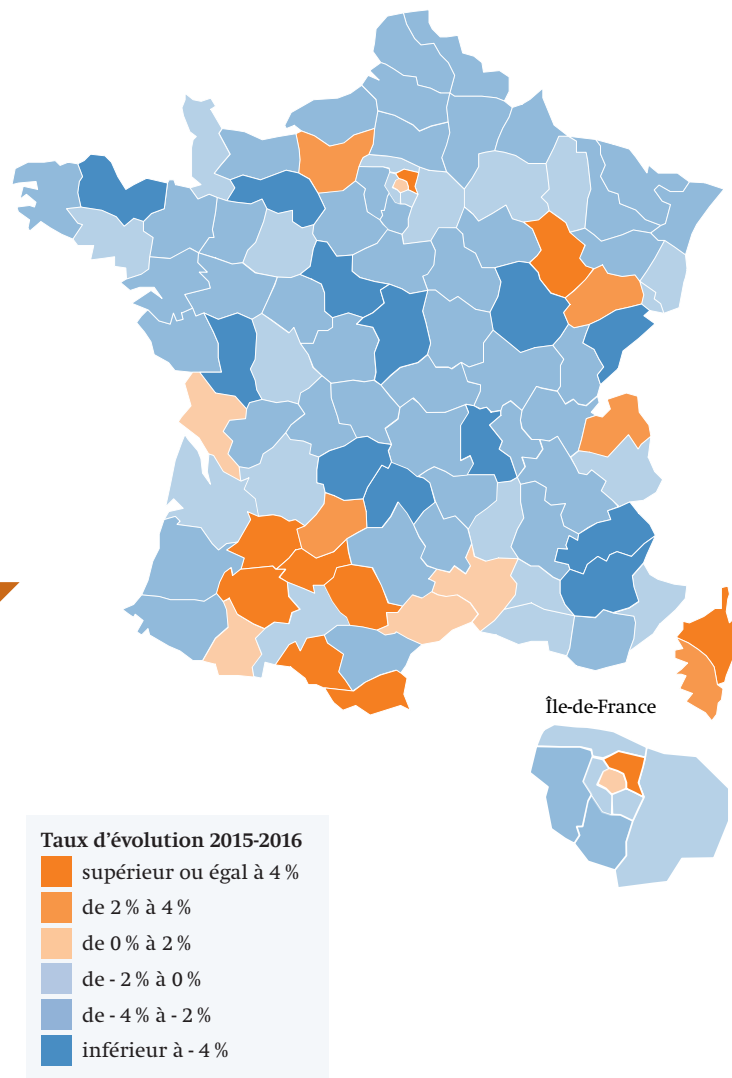 Île-de-France
Taux d'évolution 2015-2016
supérieur ou égal à 4 %
de 2 % à 4 %
de 0 % à 2 %
de - 2 % à 0 %
de - 4 % à - 2 %
inférieur à - 4 %